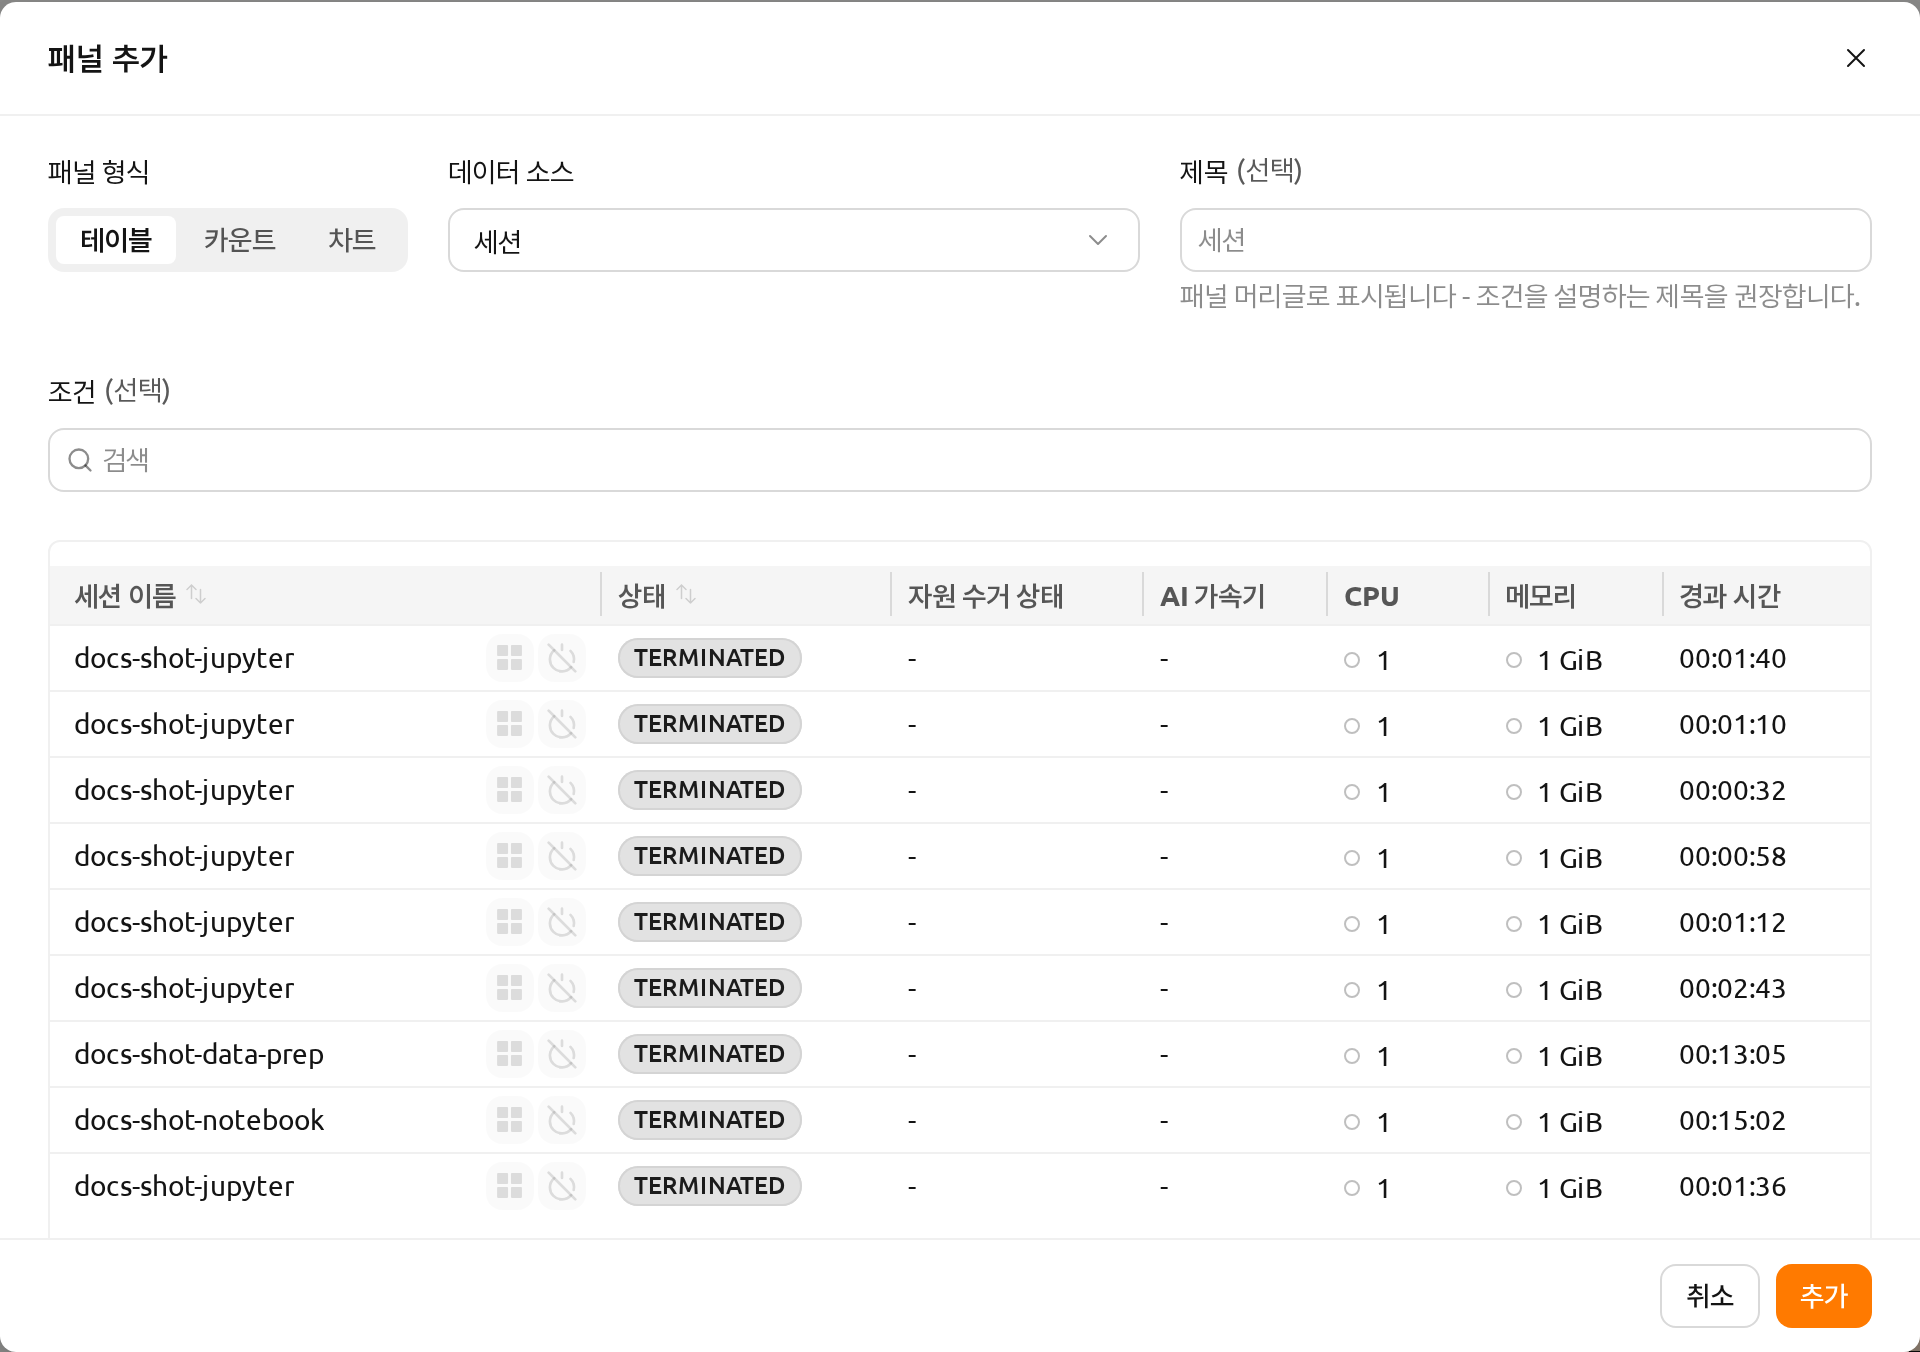 패널 추가
패널 형식
데이터 소스
제목 (선택)
테이블 카운트 차트
세션
세션
패널 머리글로 표시됩니다 - 조건을 설명하는 제목을 권장합니다.
조건 (선택)
검색
세션 이름 상태 자원 수거 상태 AI 가속기 CPU 메모리 경과 시간
docs-shot-jupyter TERMINATED - - 1 1 GiB 00:01:40
docs-shot-jupyter TERMINATED - - 1 1 GiB 00:01:10
docs-shot-jupyter TERMINATED - - 1 1 GiB 00:00:32
docs-shot-jupyter TERMINATED - - 1 1 GiB 00:00:58
docs-shot-jupyter TERMINATED - - 1 1 GiB 00:01:12
docs-shot-jupyter TERMINATED - - 1 1 GiB 00:02:43
docs-shot-data-prep TERMINATED - - 1 1 GiB 00:13:05
docs-shot-notebook TERMINATED - - 1 1 GiB 00:15:02
docs-shot-jupyter TERMINATED - - 1 1 GiB 00:01:36
취소 추가